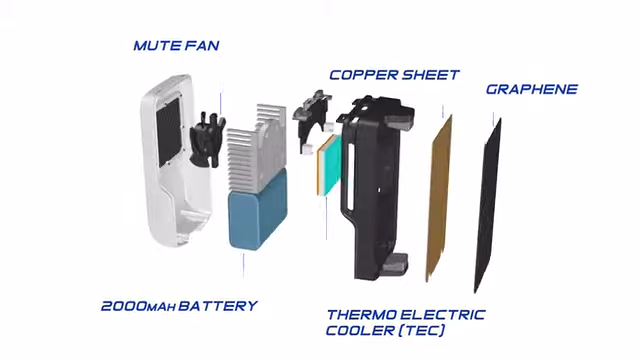 MUTE FAN
COPPER SHEET
GRAPHENE
2000MAH BATTERY
THERMO ELECTRIC
COOLER (TEC)